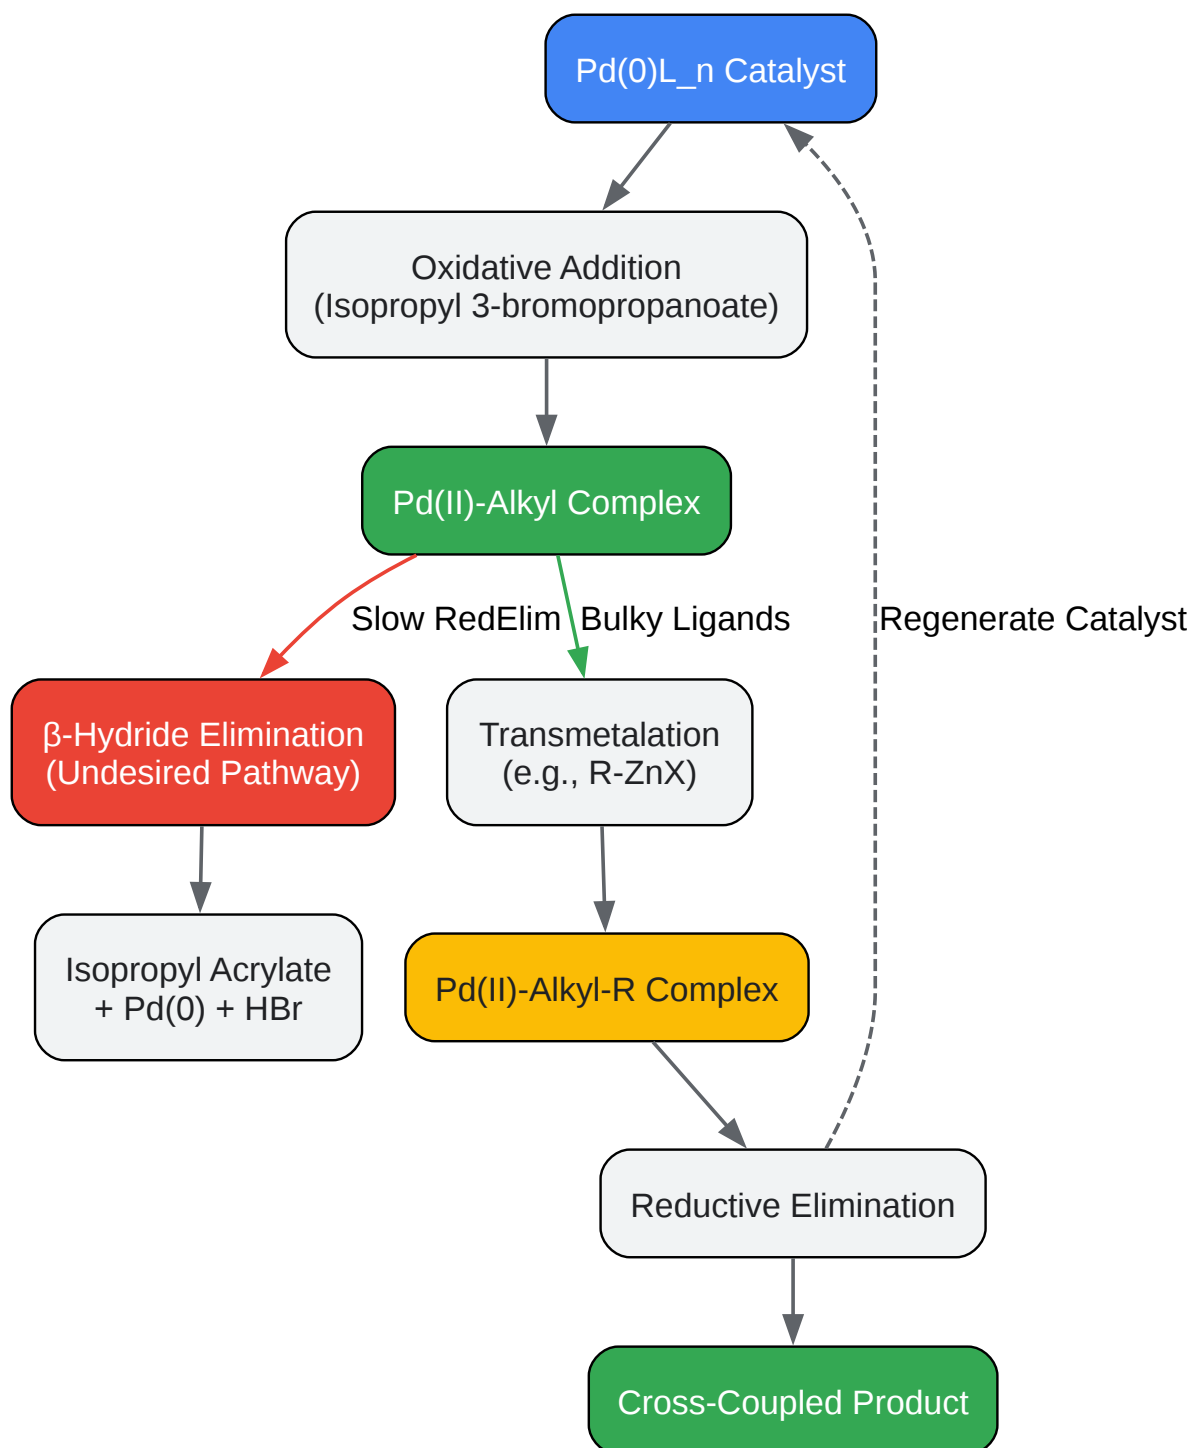 Pd(0)L_n Catalyst
Oxidative Addition
(Isopropyl 3-bromopropanoate)
Pd(II)-Alkyl Complex
Slow RedElim
Bulky Ligands
Regenerate Catalyst
β-Hydride Elimination
(Undesired Pathway)
Transmetalation
(e.g., R-ZnX)
Isopropyl Acrylate
+ Pd(0) + HBr
Pd(II)-Alkyl-R Complex
Reductive Elimination
Cross-Coupled Product